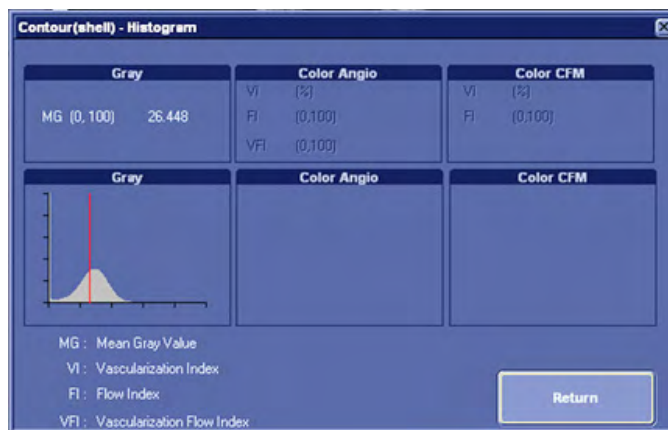 Contour(shell) - Histogram
Gray
Color Angio
Color CFM
MG (0, 100) 26.448
VI (%)
FI (0,100)
VFI (0,100)
VI (%)
FI (0,100)
Gray
Color Angio
Color CFM
MG : Mean Gray Value
VI : Vascularization Index
FI : Flow Index
VFI : Vascularization Flow Index
Return